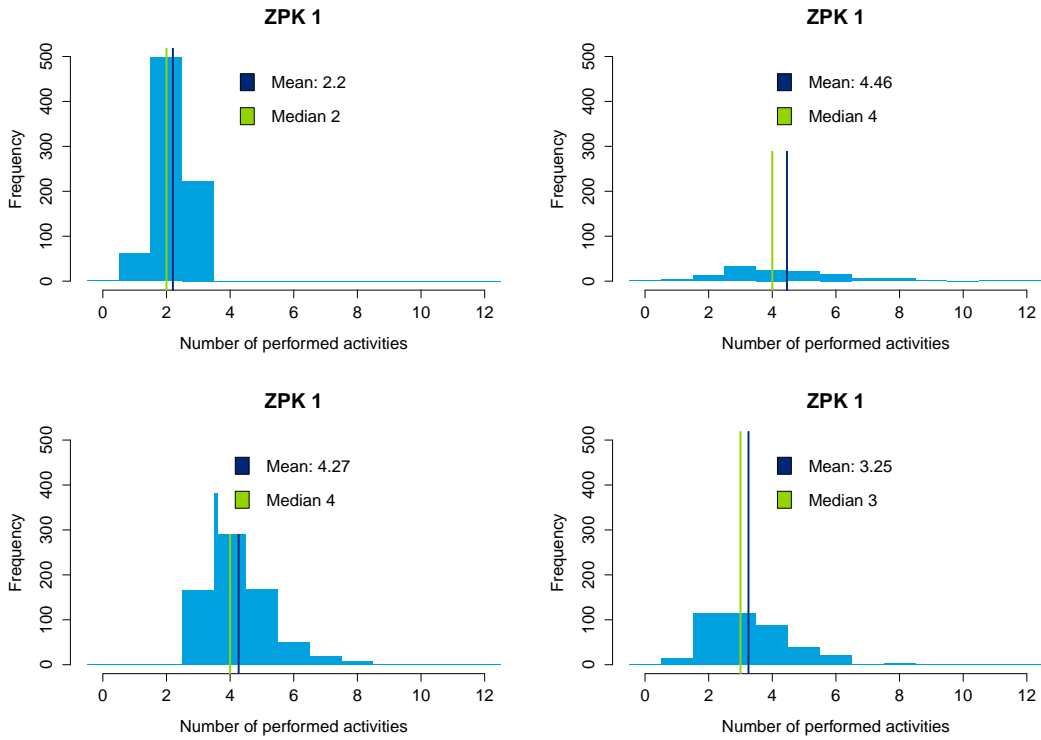 ZPK 1
Frequency
0 100 200 300 400 500
Mean: 2.2
Median 2
0 2 4 6 8 10 12
Number of performed activities
ZPK 1
Frequency
0 100 200 300 400 500
Mean: 4.46
Median 4
0 2 4 6 8 10 12
Number of performed activities
ZPK 1
Frequency
0 100 200 300 400 500
Mean: 4.27
Median 4
0 2 4 6 8 10 12
Number of performed activities
ZPK 1
Frequency
0 100 200 300 400 500
Mean: 3.25
Median 3
0 2 4 6 8 10 12
Number of performed activities